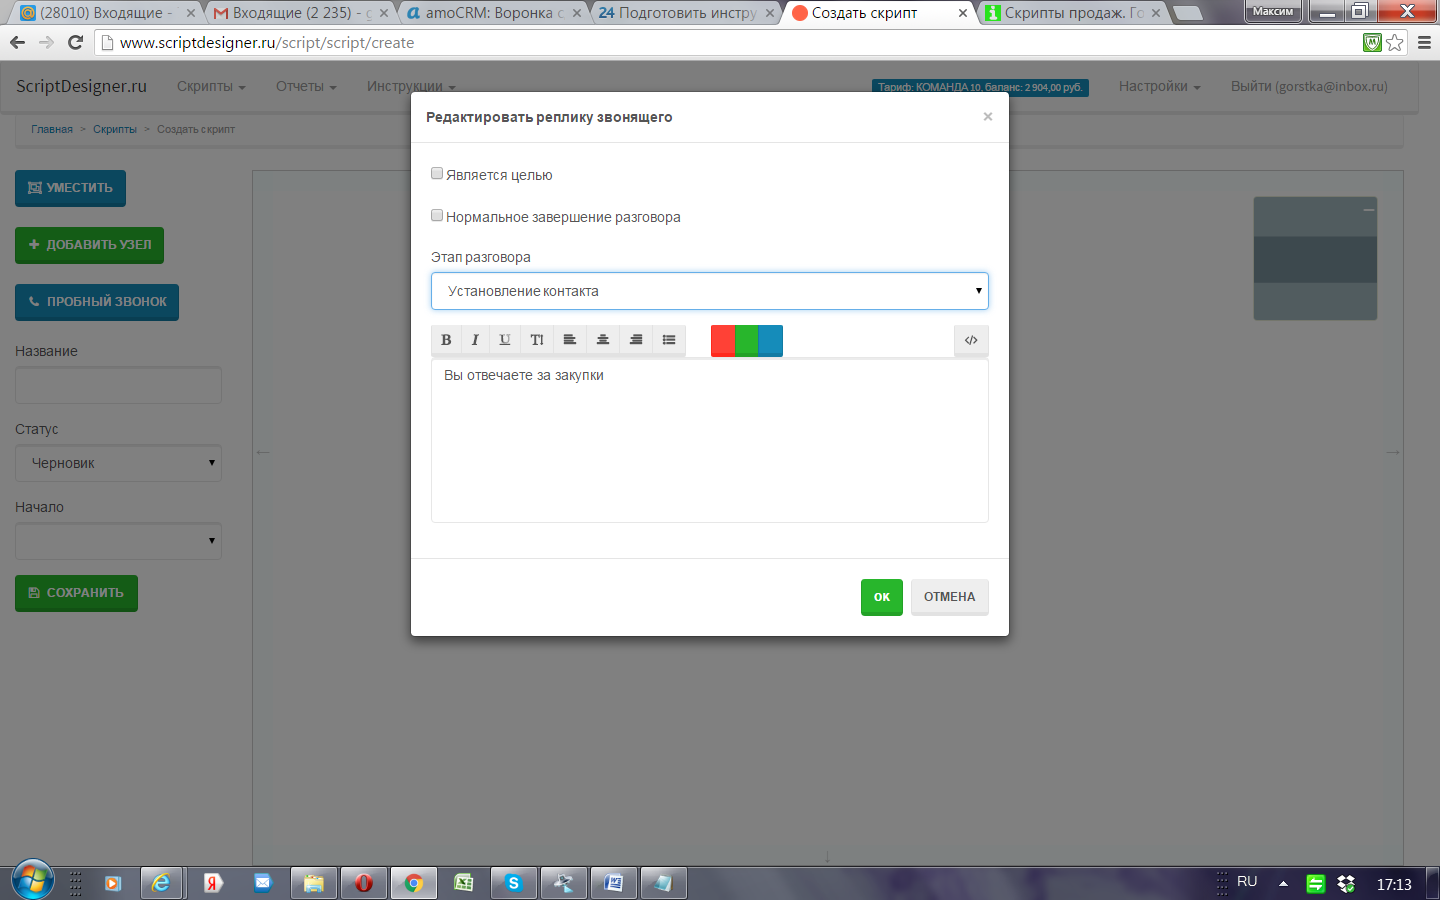 (28010) Входящие -
Входящие (2 235) - g
amoCRM: Воронка с
24 Подготовить инстру
Создать скрипт
Скрипты продаж. Го
Максим
www.scriptdesigner.ru/script/script/create
ScriptDesigner.ru
Скрипты
Отчеты
Инструкции
Тариф: КОМАНДА 10, баланс: 2 904,00 руб.
Настройки
Выйти (gorstka@inbox.ru)
Главная > Скрипты > Создать скрипт
УМЕСТИТЬ
ДОБАВИТЬ УЗЕЛ
ПРОБНЫЙ ЗВОНОК
Название
Статус
Черновик
Начало
СОХРАНИТЬ
Редактировать реплику звонящего
×
Является целью
Нормальное завершение разговора
Этап разговора
Установление контакта
B I U T
</>
Вы отвечаете за закупки
OK
ОТМЕНА
RU
17:13